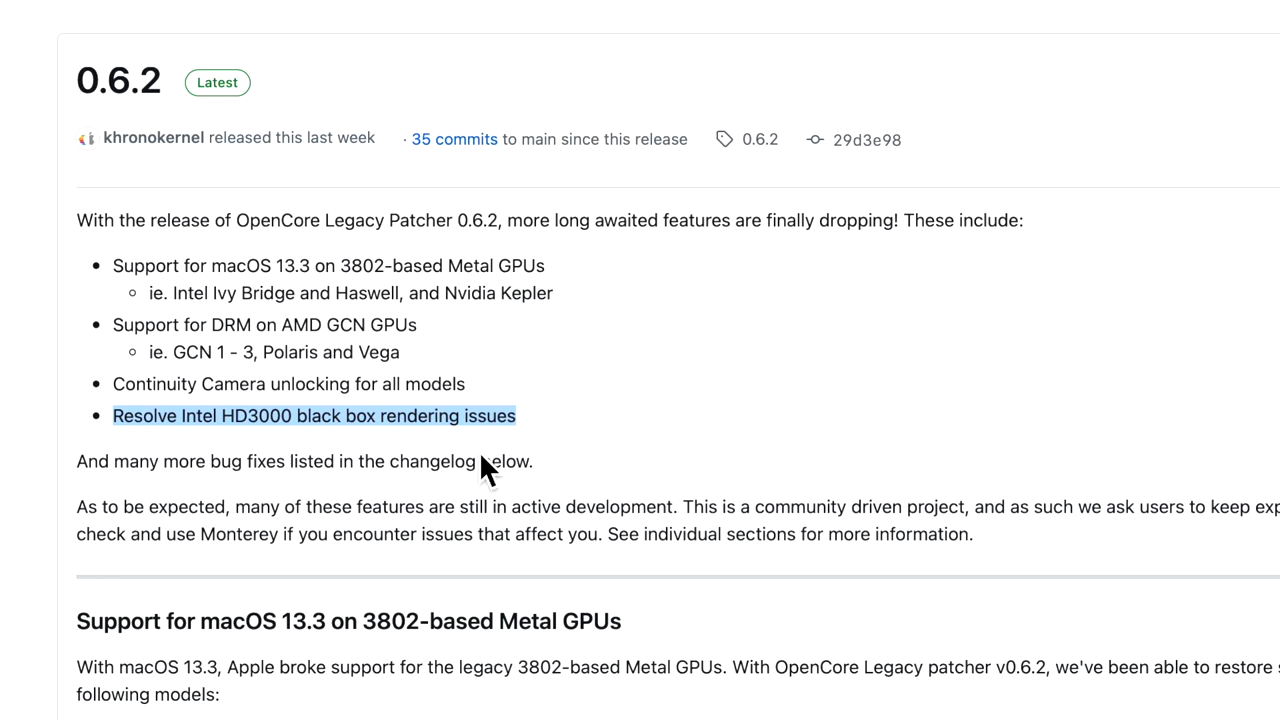 0.6.2 Latest
khronokernel released this last week · 35 commits to main since this release 0.6.2 29d3e98
With the release of OpenCore Legacy Patcher 0.6.2, more long awaited features are finally dropping! These include:
• Support for macOS 13.3 on 3802-based Metal GPUs
◦ ie. Intel Ivy Bridge and Haswell, and Nvidia Kepler
• Support for DRM on AMD GCN GPUs
◦ ie. GCN 1 - 3, Polaris and Vega
• Continuity Camera unlocking for all models
• Resolve Intel HD3000 black box rendering issues
And many more bug fixes listed in the changelog below.
As to be expected, many of these features are still in active development. This is a community driven project, and as such we ask users to keep
check and use Monterey if you encounter issues that affect you. See individual sections for more information.
Support for macOS 13.3 on 3802-based Metal GPUs
With macOS 13.3, Apple broke support for the legacy 3802-based Metal GPUs. With OpenCore Legacy patcher v0.6.2, we've been able to restore
following models: